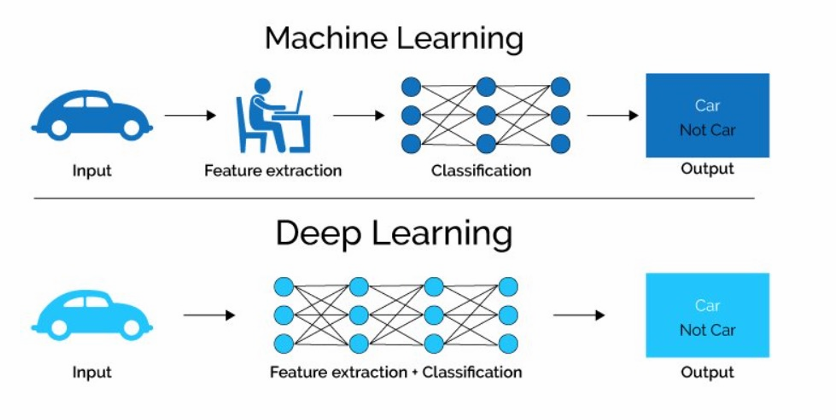 Machine Learning
Car
Not Car
Input
Feature extraction
Classification
Output
Deep Learning
Car
Not Car
Input
Feature extraction + Classification
Output